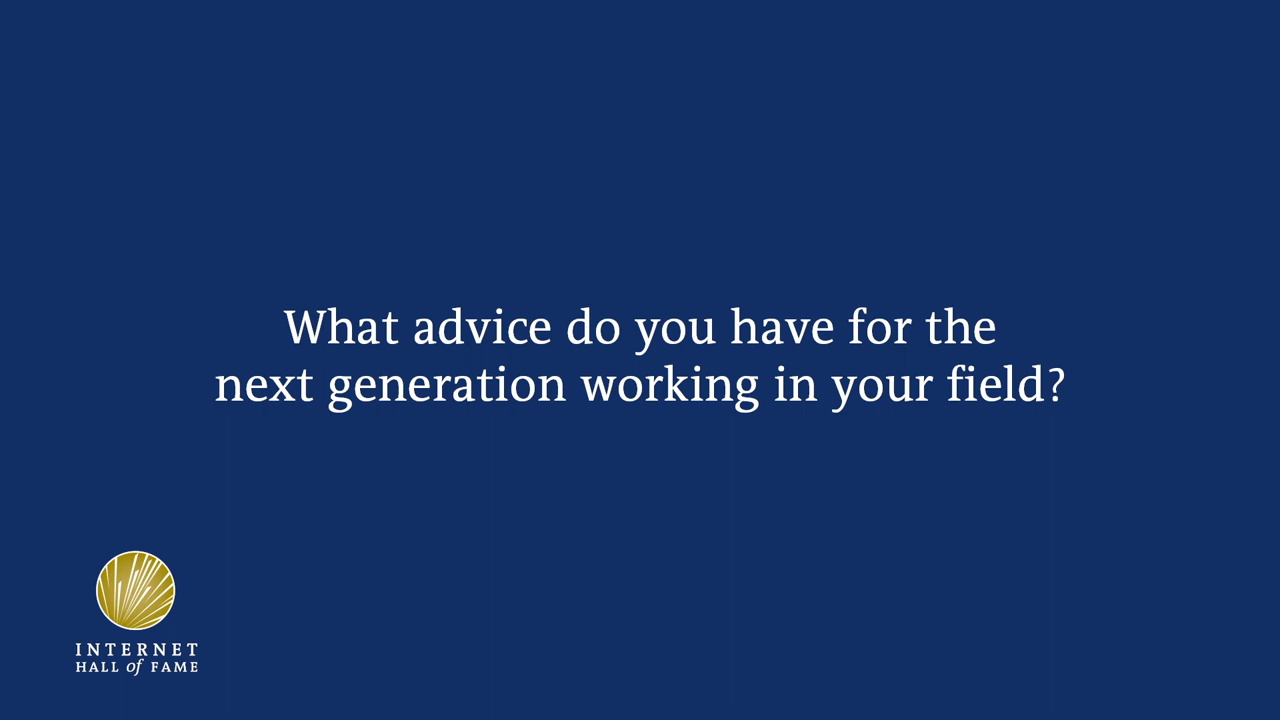 What advice do you have for the
next generation working in your field?
INTERNET
HALL of FAME